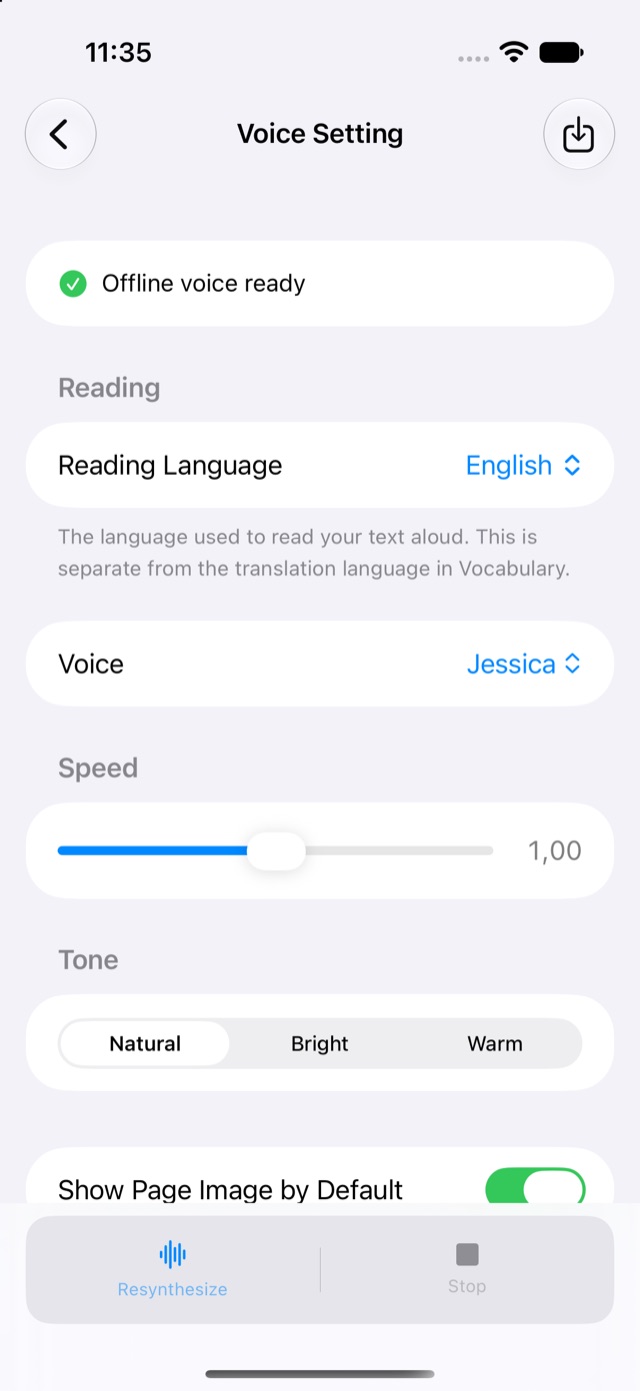 11:35
Voice Setting
Offline voice ready
Reading
Reading Language
English
The language used to read your text aloud. This is
separate from the translation language in Vocabulary.
Voice
Jessica
Speed
1,00
Tone
Natural
Bright
Warm
Show Page Image by Default
Resynthesize
Stop